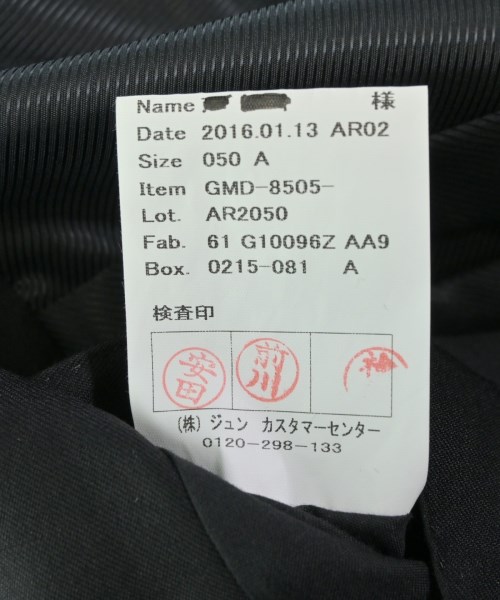 Name 様
Date 2016.01.13 AR02
Size 050 A
Item GMD-8505-
Lot. AR2050
Fab. 61 G10096Z AA9
Box. 0215-081 A
検査印
安田 前川
(株) ジュン カスタマーセンター
0120-298-133